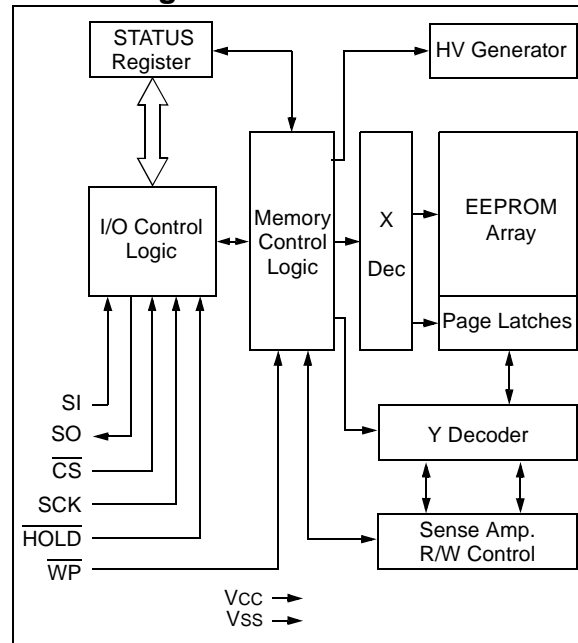 STATUS
Register
HV Generator
I/O Control
Logic
Memory
Control
Logic
X
Dec
EEPROM
Array
Page Latches
SI
SO
CS
SCK
HOLD
WP
Y Decoder
Sense Amp.
R/W Control
VCC
VSS